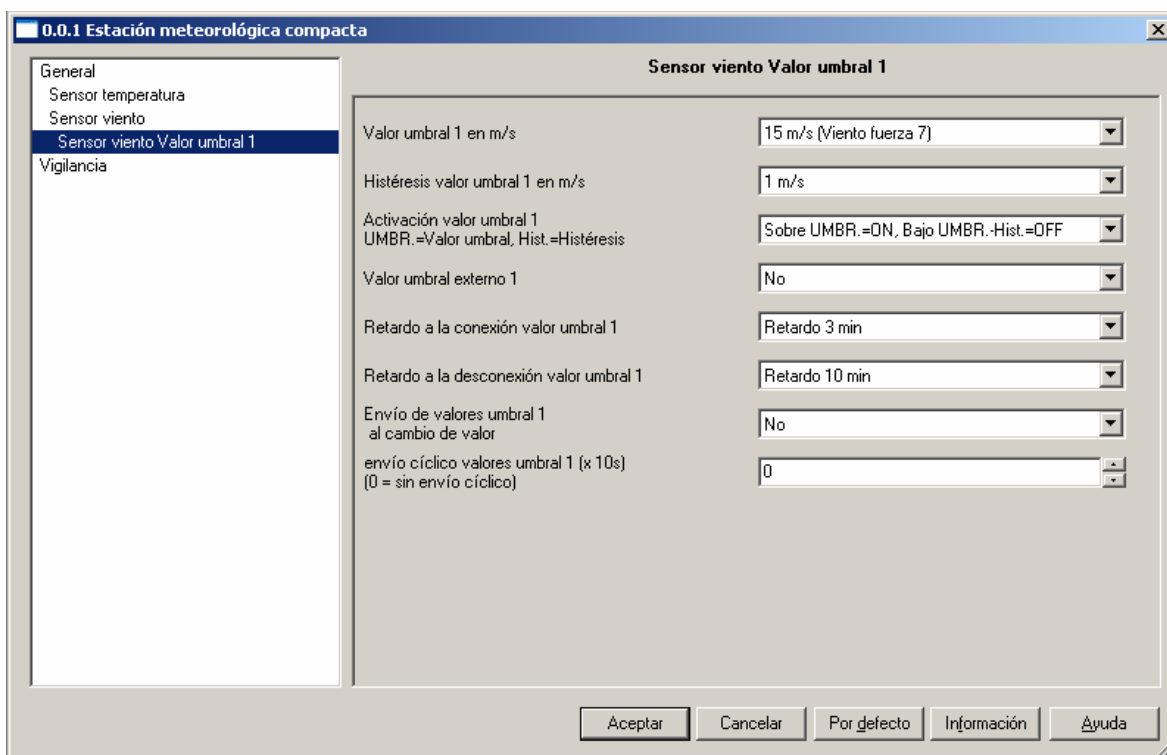 0.0.1 Estación meteorológica compacta
General
Sensor temperatura
Sensor viento
Sensor viento Valor umbral 1
Vigilancia
Sensor viento Valor umbral 1
Valor umbral 1 en m/s
15 m/s (Viento fuerza 7)
Histéresis valor umbral 1 en m/s
1 m/s
Activación valor umbral 1
UMBR.=Valor umbral, Hist.=Histéresis
Sobre UMBR.=ON, Bajo UMBR.-Hist.=OFF
Valor umbral externo 1
No
Retardo a la conexión valor umbral 1
Retardo 3 min
Retardo a la desconexión valor umbral 1
Retardo 10 min
Envío de valores umbral 1
al cambio de valor
No
envío cíclico valores umbral 1 (x 10s)
(0 = sin envío cíclico)
0
Aceptar
Cancelar
Por defecto
Información
Ayuda